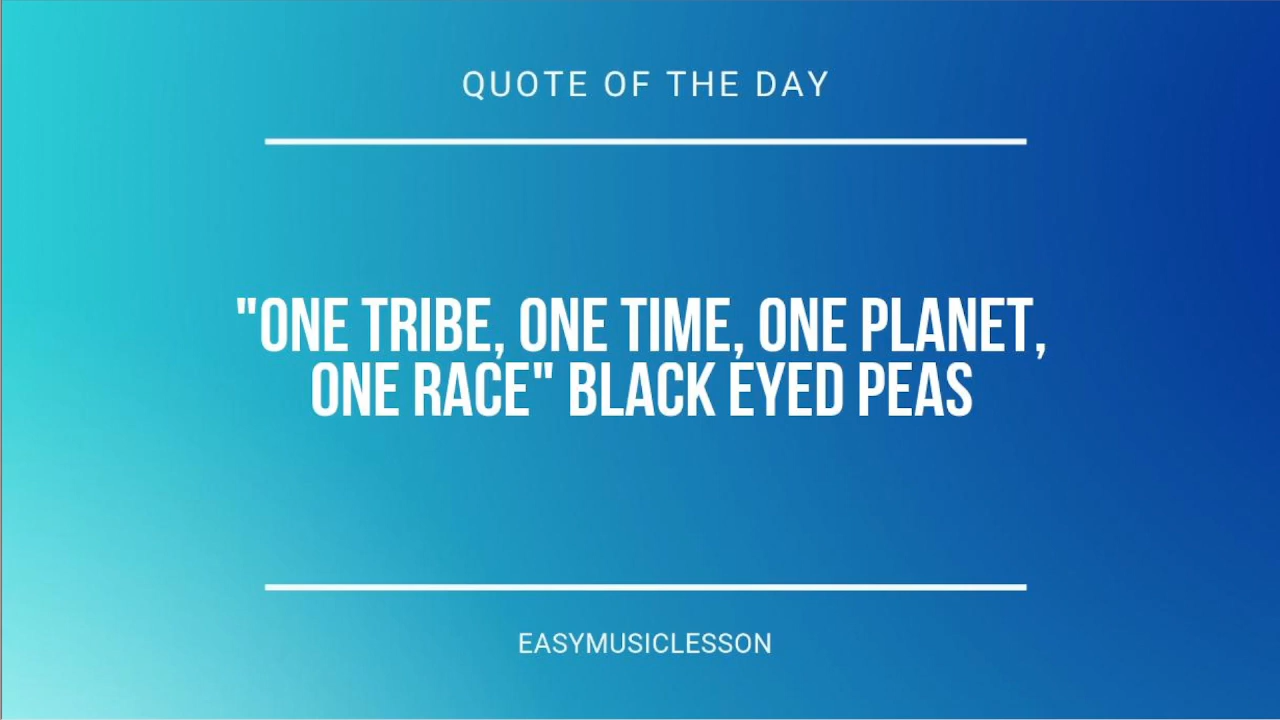 QUOTE OF THE DAY
"ONE TRIBE, ONE TIME, ONE PLANET,
ONE RACE" BLACK EYED PEAS
EASYMUSICLESSON